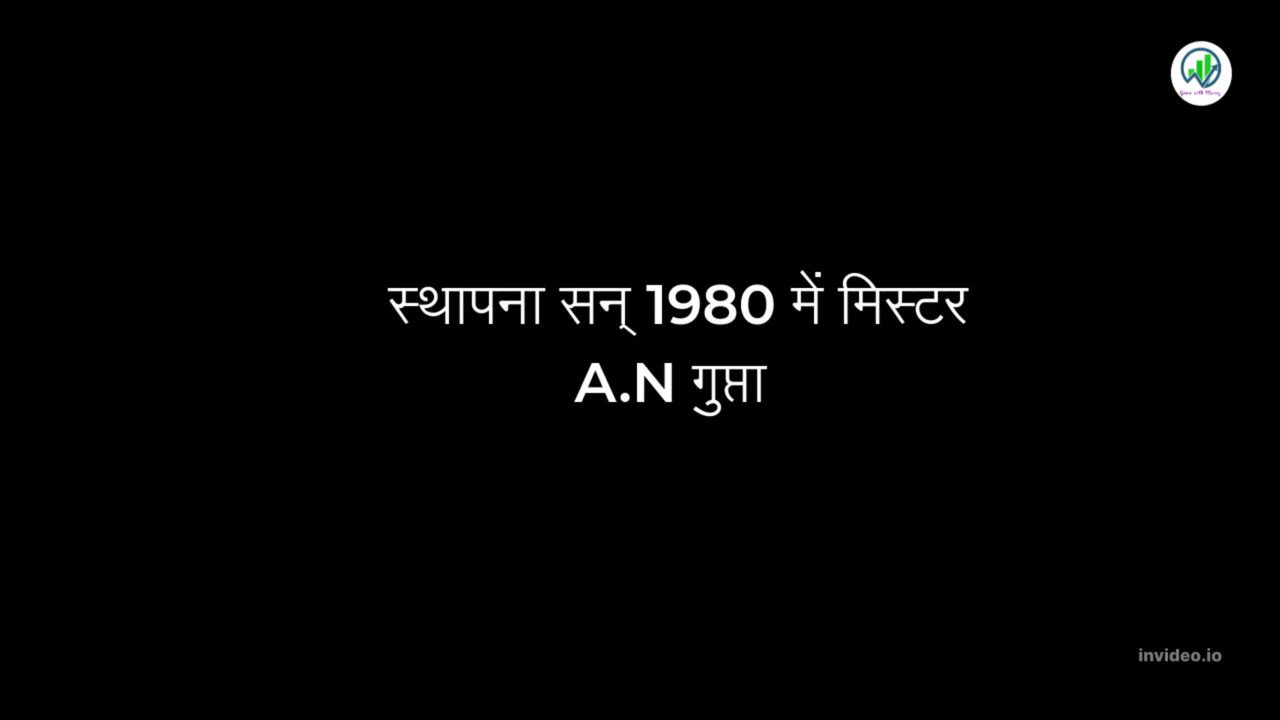 स्थापना सन् 1980 में मिस्टर
A.N गुप्ता
invideo.io